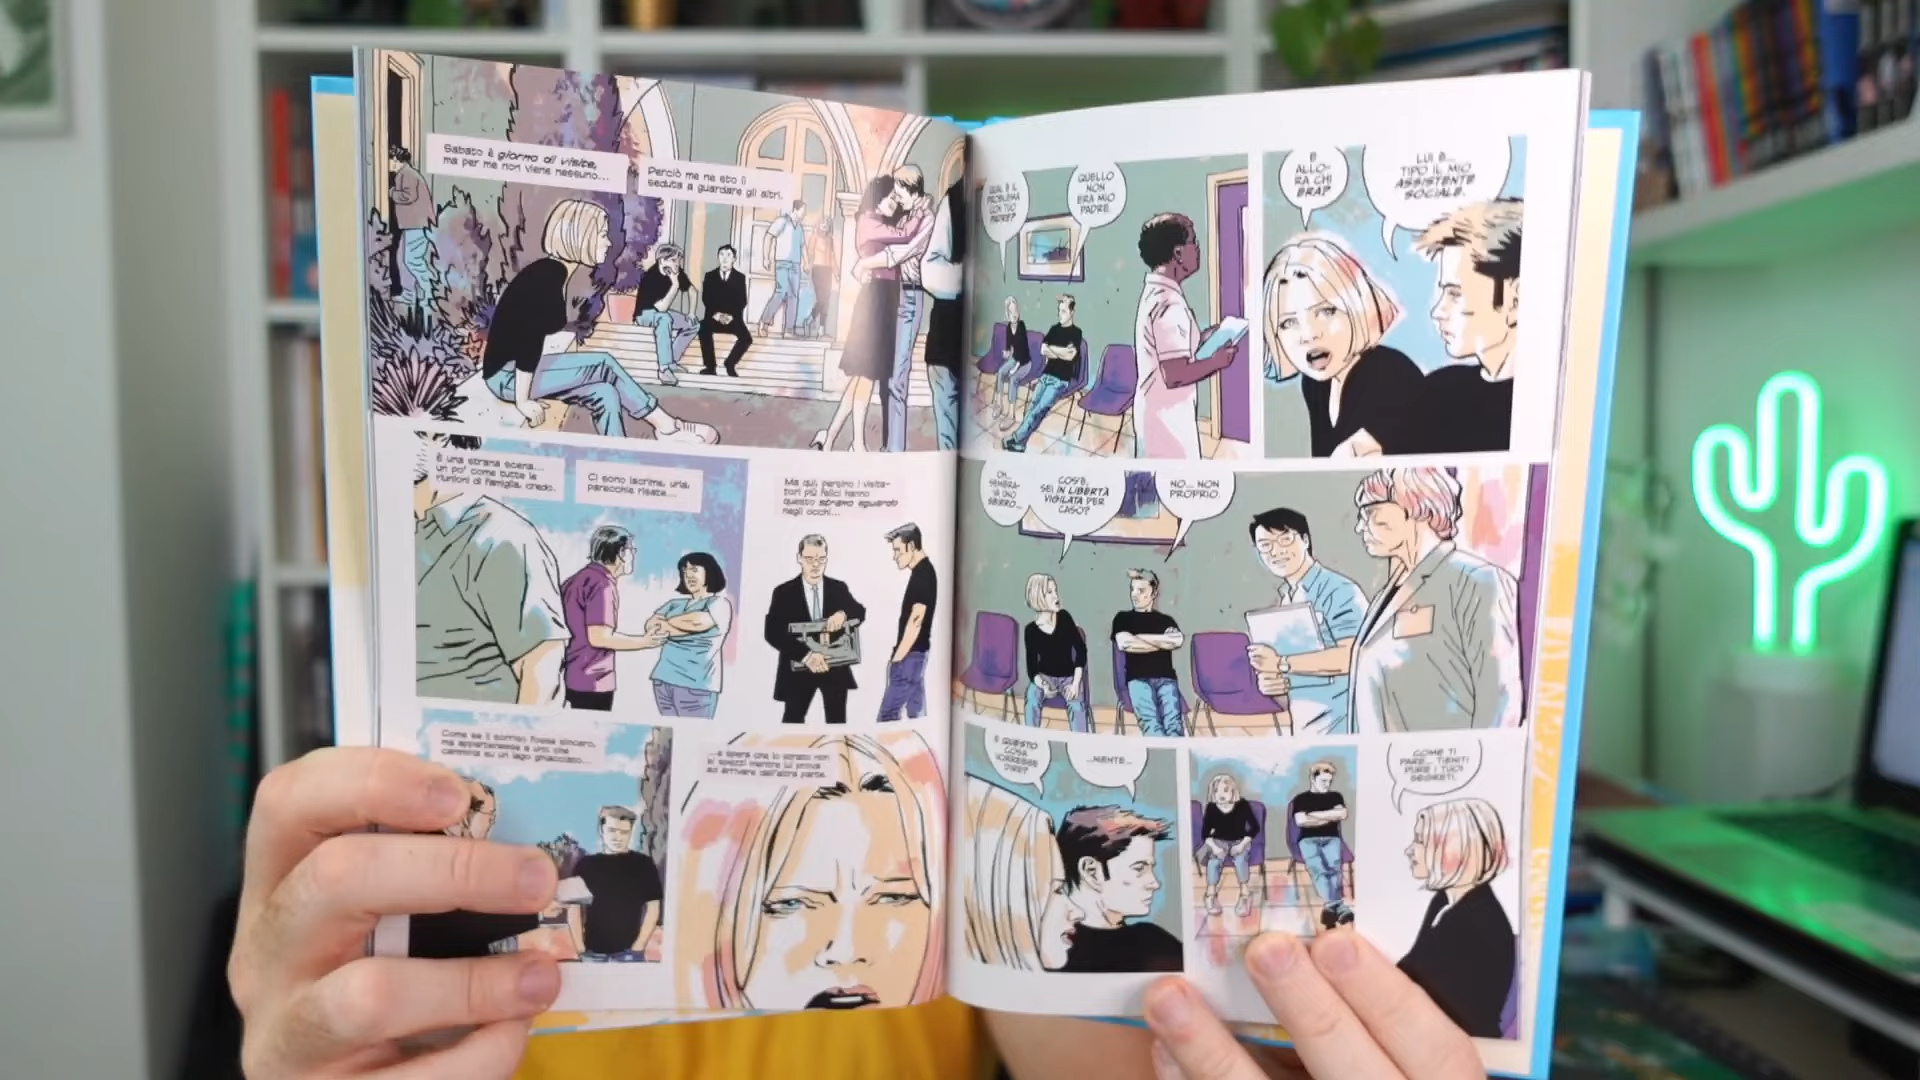 Sabato è giorno di visite,
ma per me non viene nessuno...
Perciò me ne sto lì
seduta a guardare gli altri.
È una strana scena...
un po' come tutte le
riunioni di famiglia, credo.
Ci sono lacrime, urla,
parecchie risate...
Ma qui, persino i visita-
tori più felici hanno
questo strano sguardo
negli occhi...
Come se il sorriso fosse sincero,
ma appartenesse a uno che
cammina su un lago ghiacciato...
...e spera che lo strato non
si spezzi mentre lui prova
ad arrivare dall'altra parte.
QUAL È IL
PROBLEMA
CON TUO
PADRE?
QUELLO
NON
ERA MIO
PADRE.
E
ALLO-
RA CHI
ERA?
LUI È...
TIPO IL MIO
ASSISTENTE
SOCIALE.
OH...
SEMBRA-
VA UNO
SBIRRO...
COS'È,
SEI IN LIBERTÀ
VIGILATA PER
CASO?
NO... NON
PROPRIO.
E QUESTO
COSA
VORREBBE
DIRE?
...NIENTE...
COME TI
PARE... TIENITI
PURE I TUOI
SEGRETI.